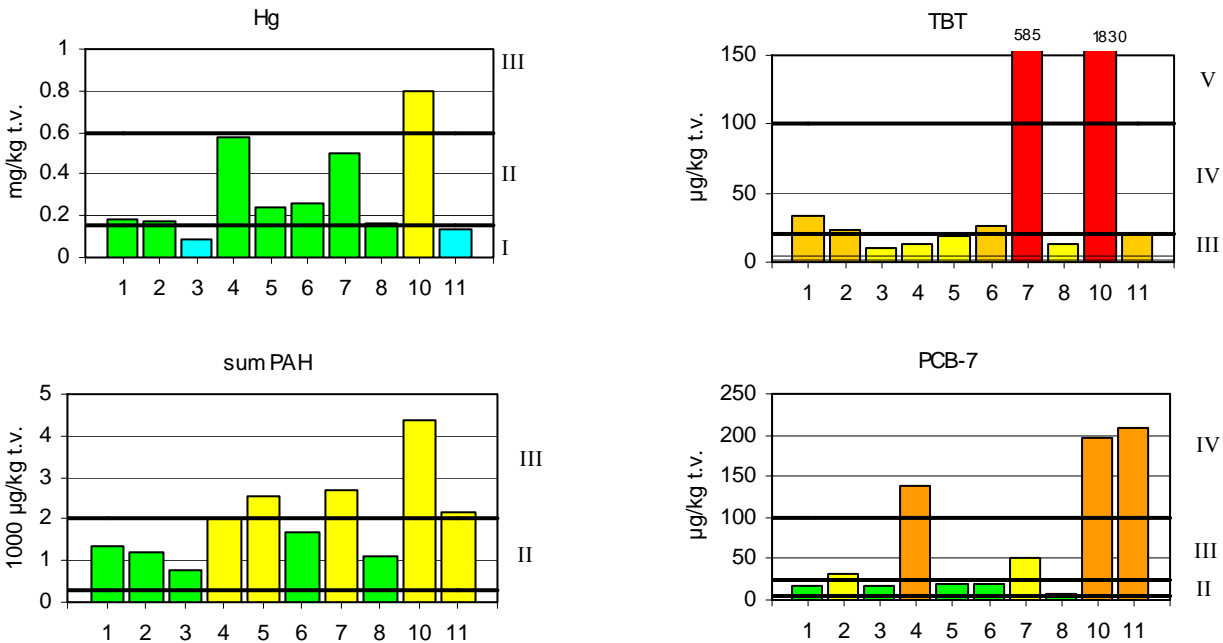 Hg
mg/kg t.v.
1
0.8
0.6
0.4
0.2
0
III
II
I
1 2 3 4 5 6 7 8 10 11
TBT
µg/kg t.v.
585 1830
150
100
50
0
V
IV
III
1 2 3 4 5 6 7 8 10 11
sum PAH
1000 µg/kg t.v.
5
4
3
2
1
0
III
II
1 2 3 4 5 6 7 8 10 11
PCB-7
µg/kg t.v.
250
200
150
100
50
0
IV
III
II
1 2 3 4 5 6 7 8 10 11